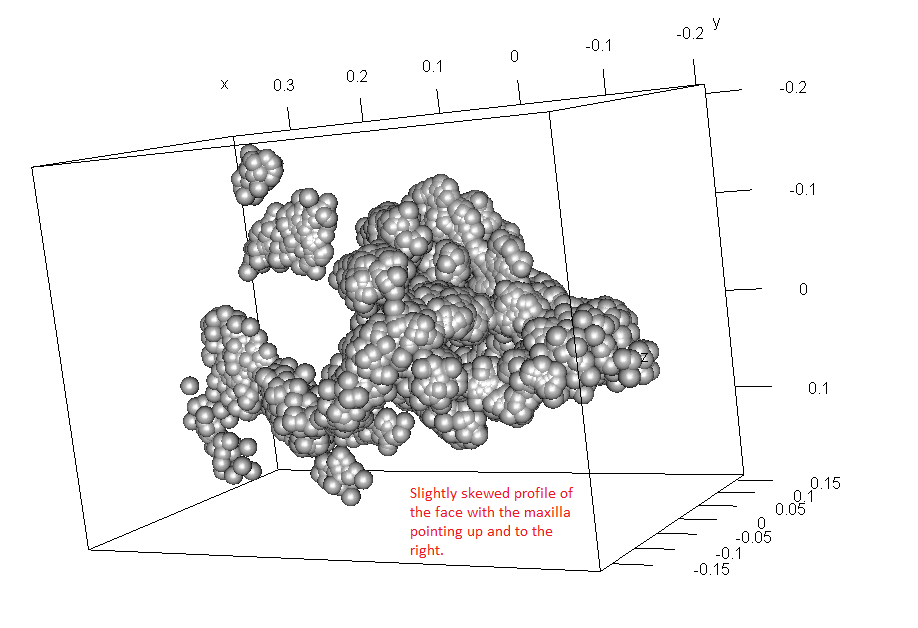 y
-0.2
-0.1
0
0.1
0.2
0.3
x
-0.2
-0.1
0
z
0.1
0.15
0.1
0.05
0
-0.05
-0.1
-0.15
Slightly skewed profile of
the face with the maxilla
pointing up and to the
right.